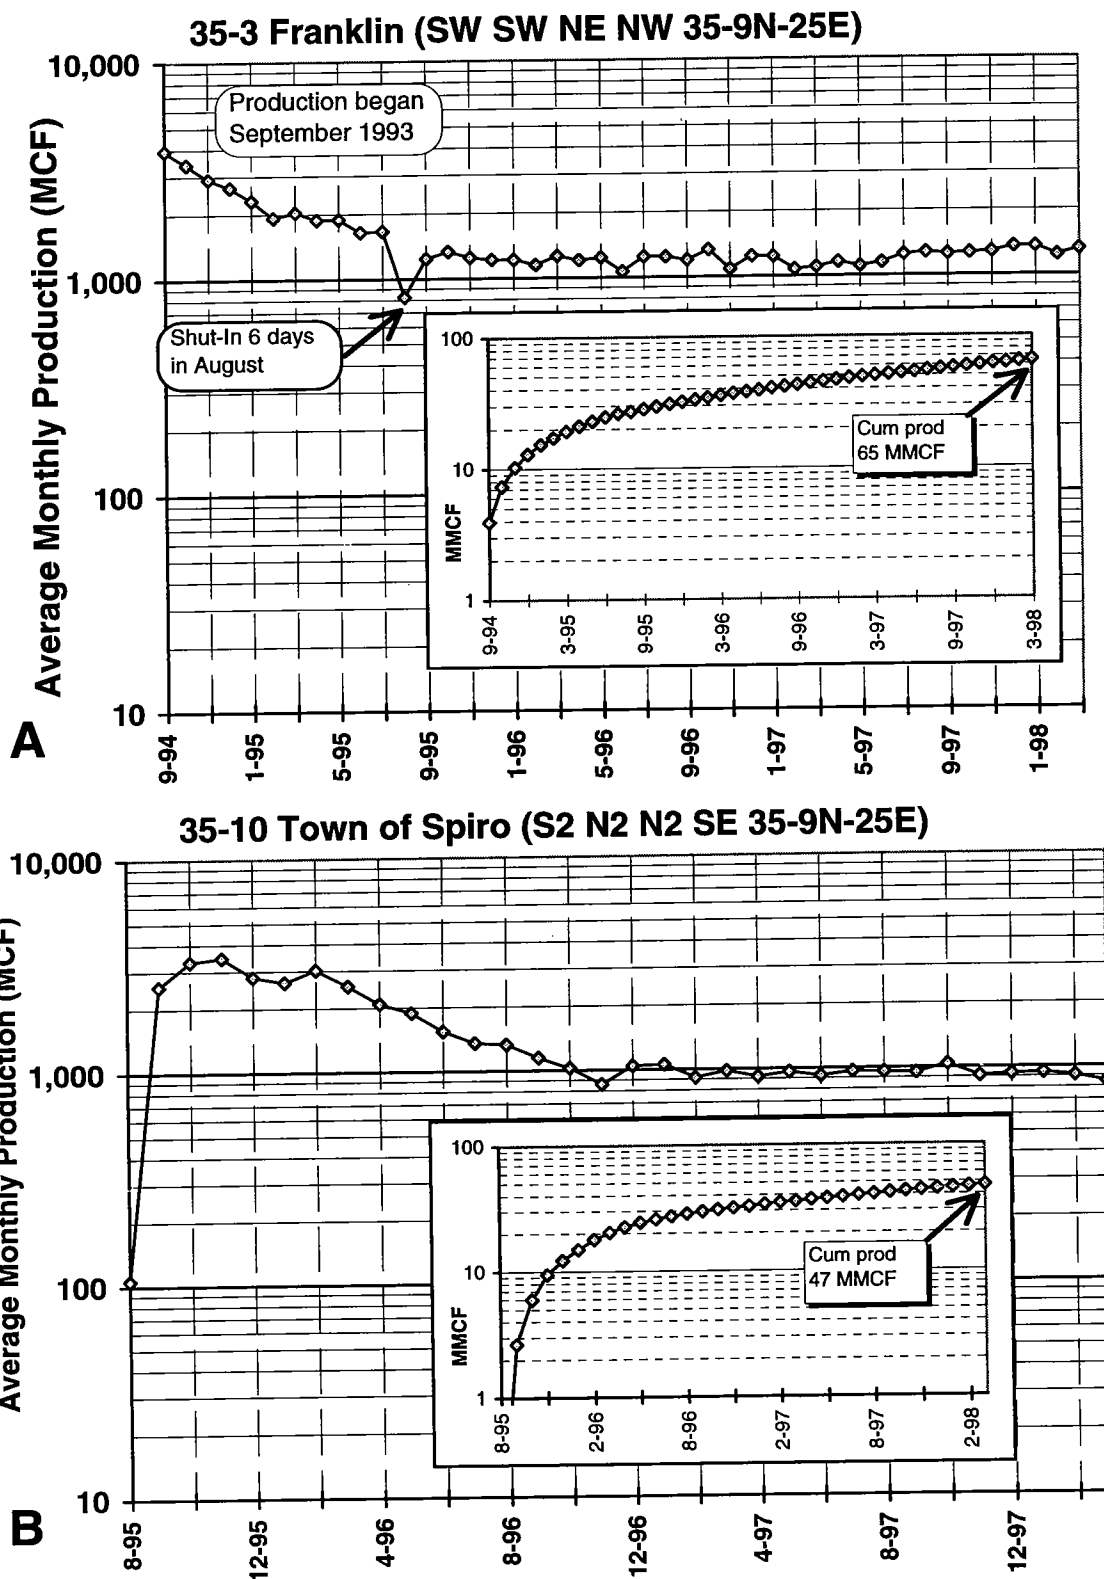 35-3 Franklin (SW SW NE NW 35-9N-25E)
10,000
1,000
100
10
Average Monthly Production (MCF)
Production began
September 1993
Shut-In 6 days
in August
100
10
1
MMCF
Cum prod
65 MMCF
9-94
3-95
9-95
3-96
9-96
3-97
9-97
3-98
A
9-94
1-95
5-95
9-95
1-96
5-96
9-96
1-97
5-97
9-97
1-98
35-10 Town of Spiro (S2 N2 N2 SE 35-9N-25E)
10,000
1,000
100
10
Average Monthly Production (MCF)
100
10
1
MMCF
Cum prod
47 MMCF
8-95
2-96
8-96
2-97
8-97
2-98
B
8-95
12-95
4-96
8-96
12-96
4-97
8-97
12-97